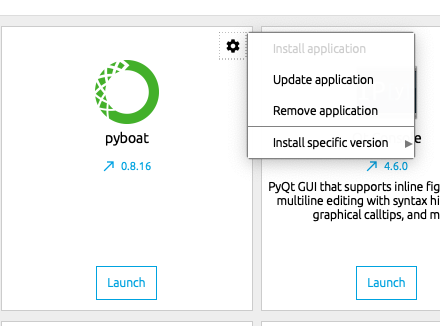 Install application
Update application
Remove application
Install specific version
pyboat
0.8.16
Launch
e
4.6.0
PyQt GUI that supports inline fig
multiline editing with syntax hi
graphical calltips, and m
Launch